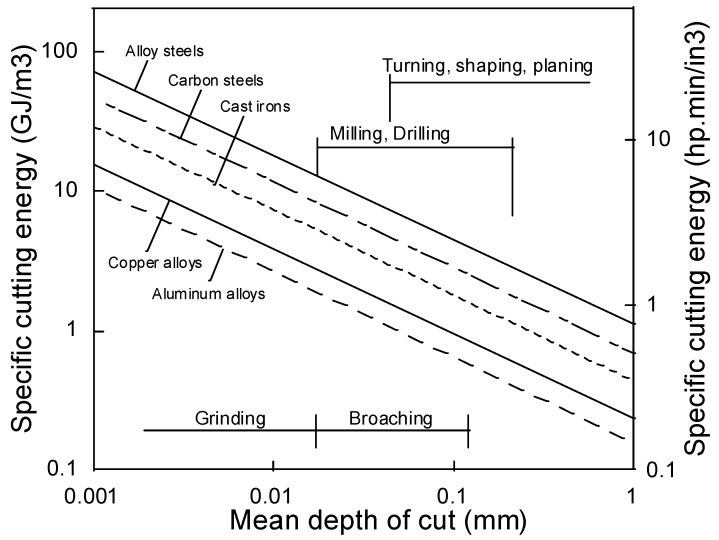 Specific cutting energy (GJ/m3)
100
10
1
0.1
Alloy steels
Carbon steels
Cast irons
Turning, shaping, planing
Milling, Drilling
Copper alloys
Aluminum alloys
Grinding
Broaching
10
1
0.1
Specific cutting energy (hp.min/in3)
0.001
0.01
0.1
1
Mean depth of cut (mm)